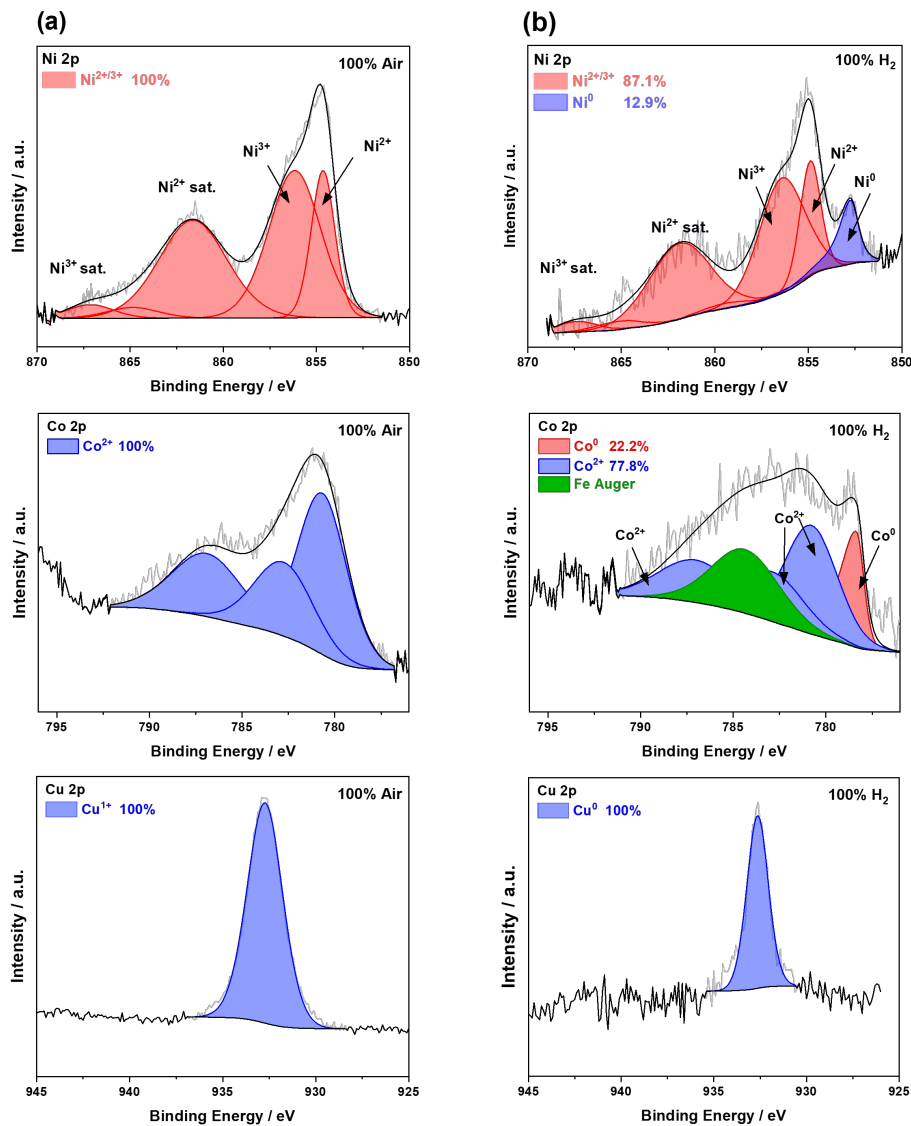 (a)
Ni 2p
100% Air
Ni2+/3+ 100%
Ni3+
Ni2+
Ni2+ sat.
Ni3+ sat.
Intensity / a.u.
870 865 860 855 850
Binding Energy / eV
(b)
Ni 2p
100% H2
Ni2+/3+ 87.1%
Ni0 12.9%
Ni3+
Ni2+
Ni0
Ni2+ sat.
Ni3+ sat.
Intensity / a.u.
870 865 860 855 850
Binding Energy / eV
Co 2p
100% Air
Co2+ 100%
Intensity / a.u.
795 790 785 780
Binding Energy / eV
Co 2p
100% H2
Co0 22.2%
Co2+ 77.8%
Fe Auger
Co2+
Co2+
Co0
Intensity / a.u.
795 790 785 780
Binding Energy / eV
Cu 2p
100% Air
Cu1+ 100%
Intensity / a.u.
945 940 935 930 925
Binding Energy / eV
Cu 2p
100% H2
Cu0 100%
Intensity / a.u.
945 940 935 930 925
Binding Energy / eV